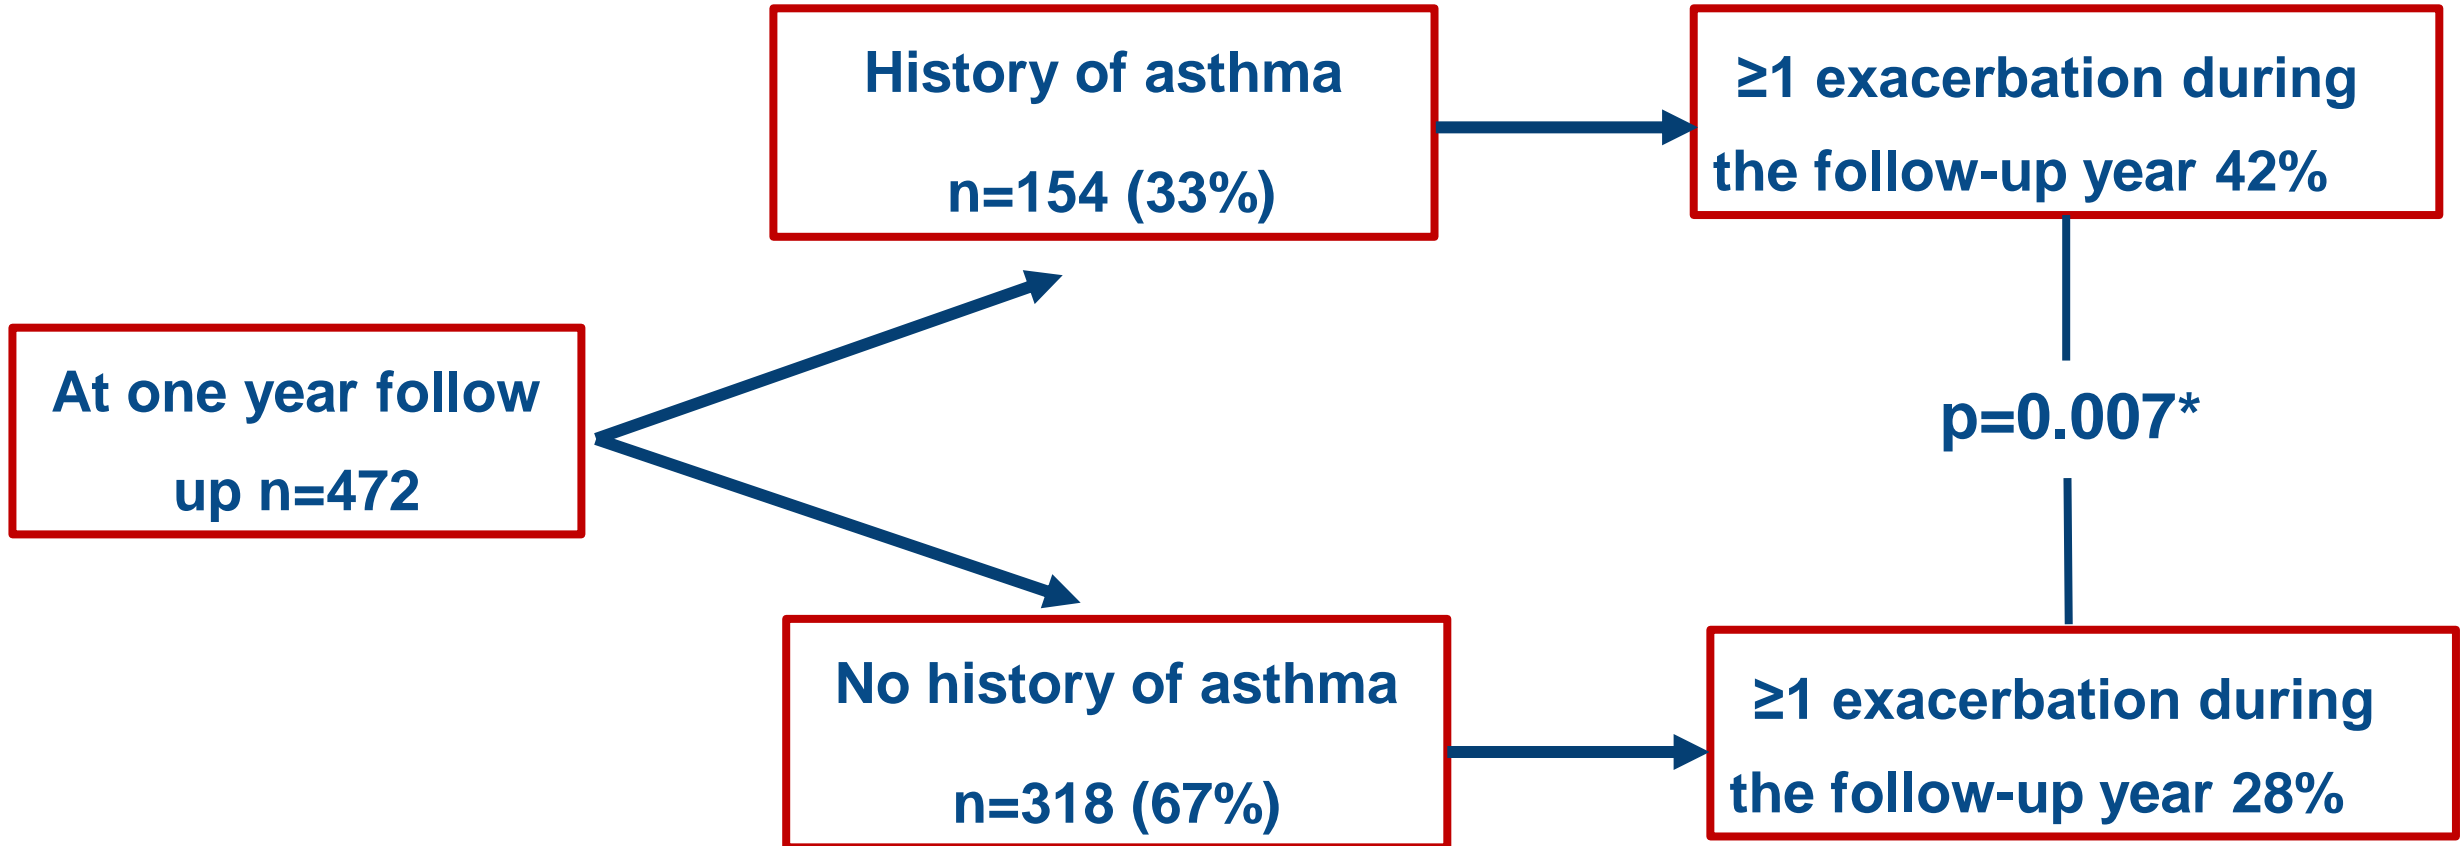 History of asthma
n=154 (33%)
≥1 exacerbation during
the follow-up year 42%
At one year follow
up n=472
p=0.007*
No history of asthma
n=318 (67%)
≥1 exacerbation during
the follow-up year 28%